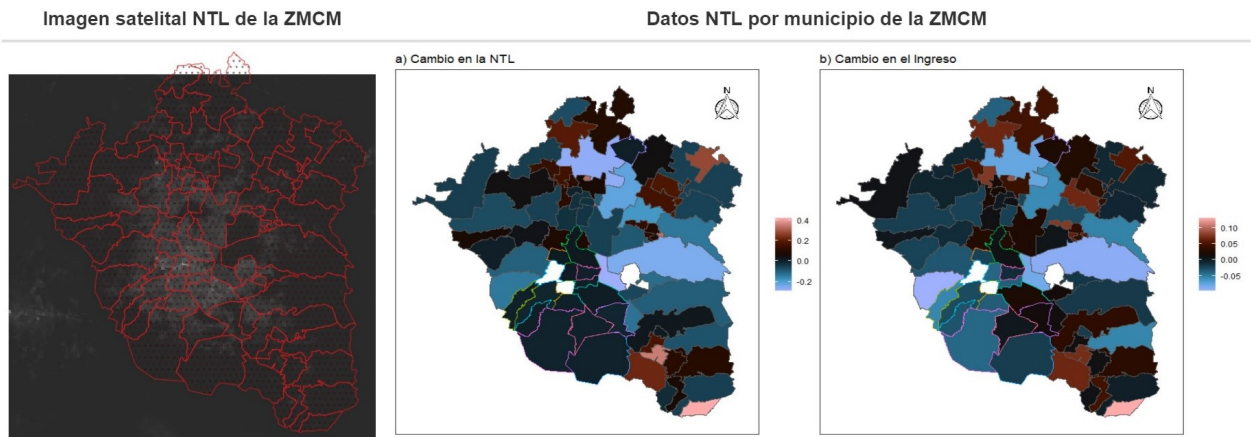 Imagen satelital NTL de la ZMCM
Datos NTL por municipio de la ZMCM
a) Cambio en la NTL
N
0.4
0.2
0.0
-0.2
b) Cambio en el Ingreso
N
0.10
0.05
0.00
-0.05